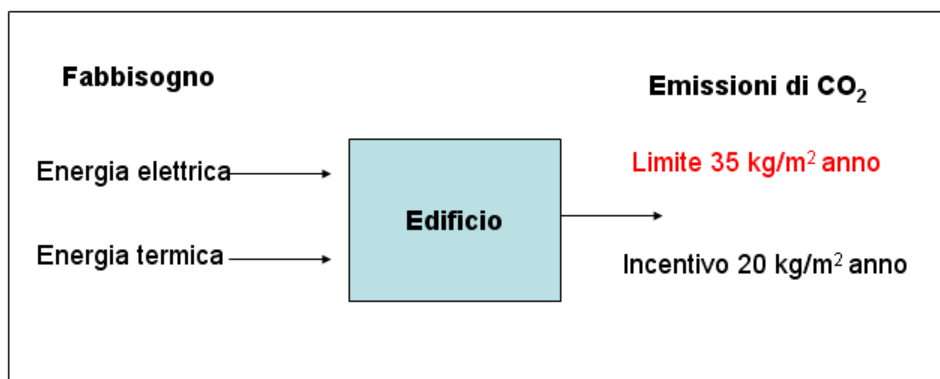 Fabbisogno
Emissioni di CO₂
Energia elettrica
Limite 35 kg/m² anno
Edificio
Energia termica
Incentivo 20 kg/m² anno